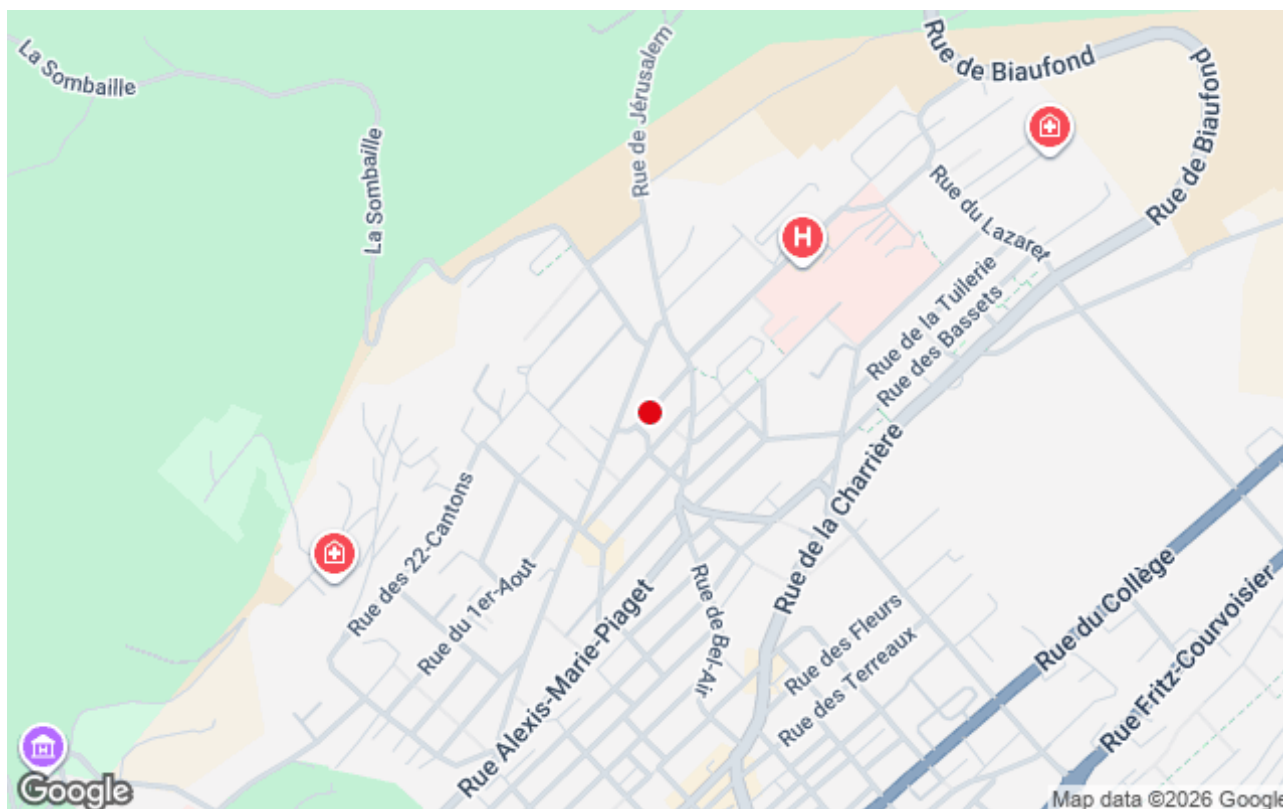 La Sombaille
La Sombaille
Rue de Jérusalem
Rue de Biaufond
Rue de Biaufond
Rue du Lazaret
H
Rue de la Tuilerie
Rue des Bassets
Rue de la Charrière
Rue des 22-Cantons
Rue du 1er-Aout
Rue Alexis-Marie-Piaget
Rue de Bel-Air
Rue des Fleurs
Rue des Terreaux
Rue du Collège
Rue Fritz-Courvoisier
Google
Map data ©2026 Google